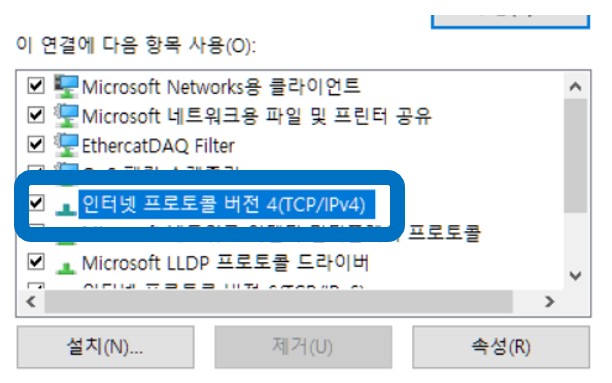 이 연결에 다음 항목 사용(O):
Microsoft Networks용 클라이언트
Microsoft 네트워크용 파일 및 프린터 공유
EthercatDAQ Filter
인터넷 프로토콜 버전 4(TCP/IPv4)
프로토콜
Microsoft LLDP 프로토콜 드라이버
설치(N)...
제거(U)
속성(R)